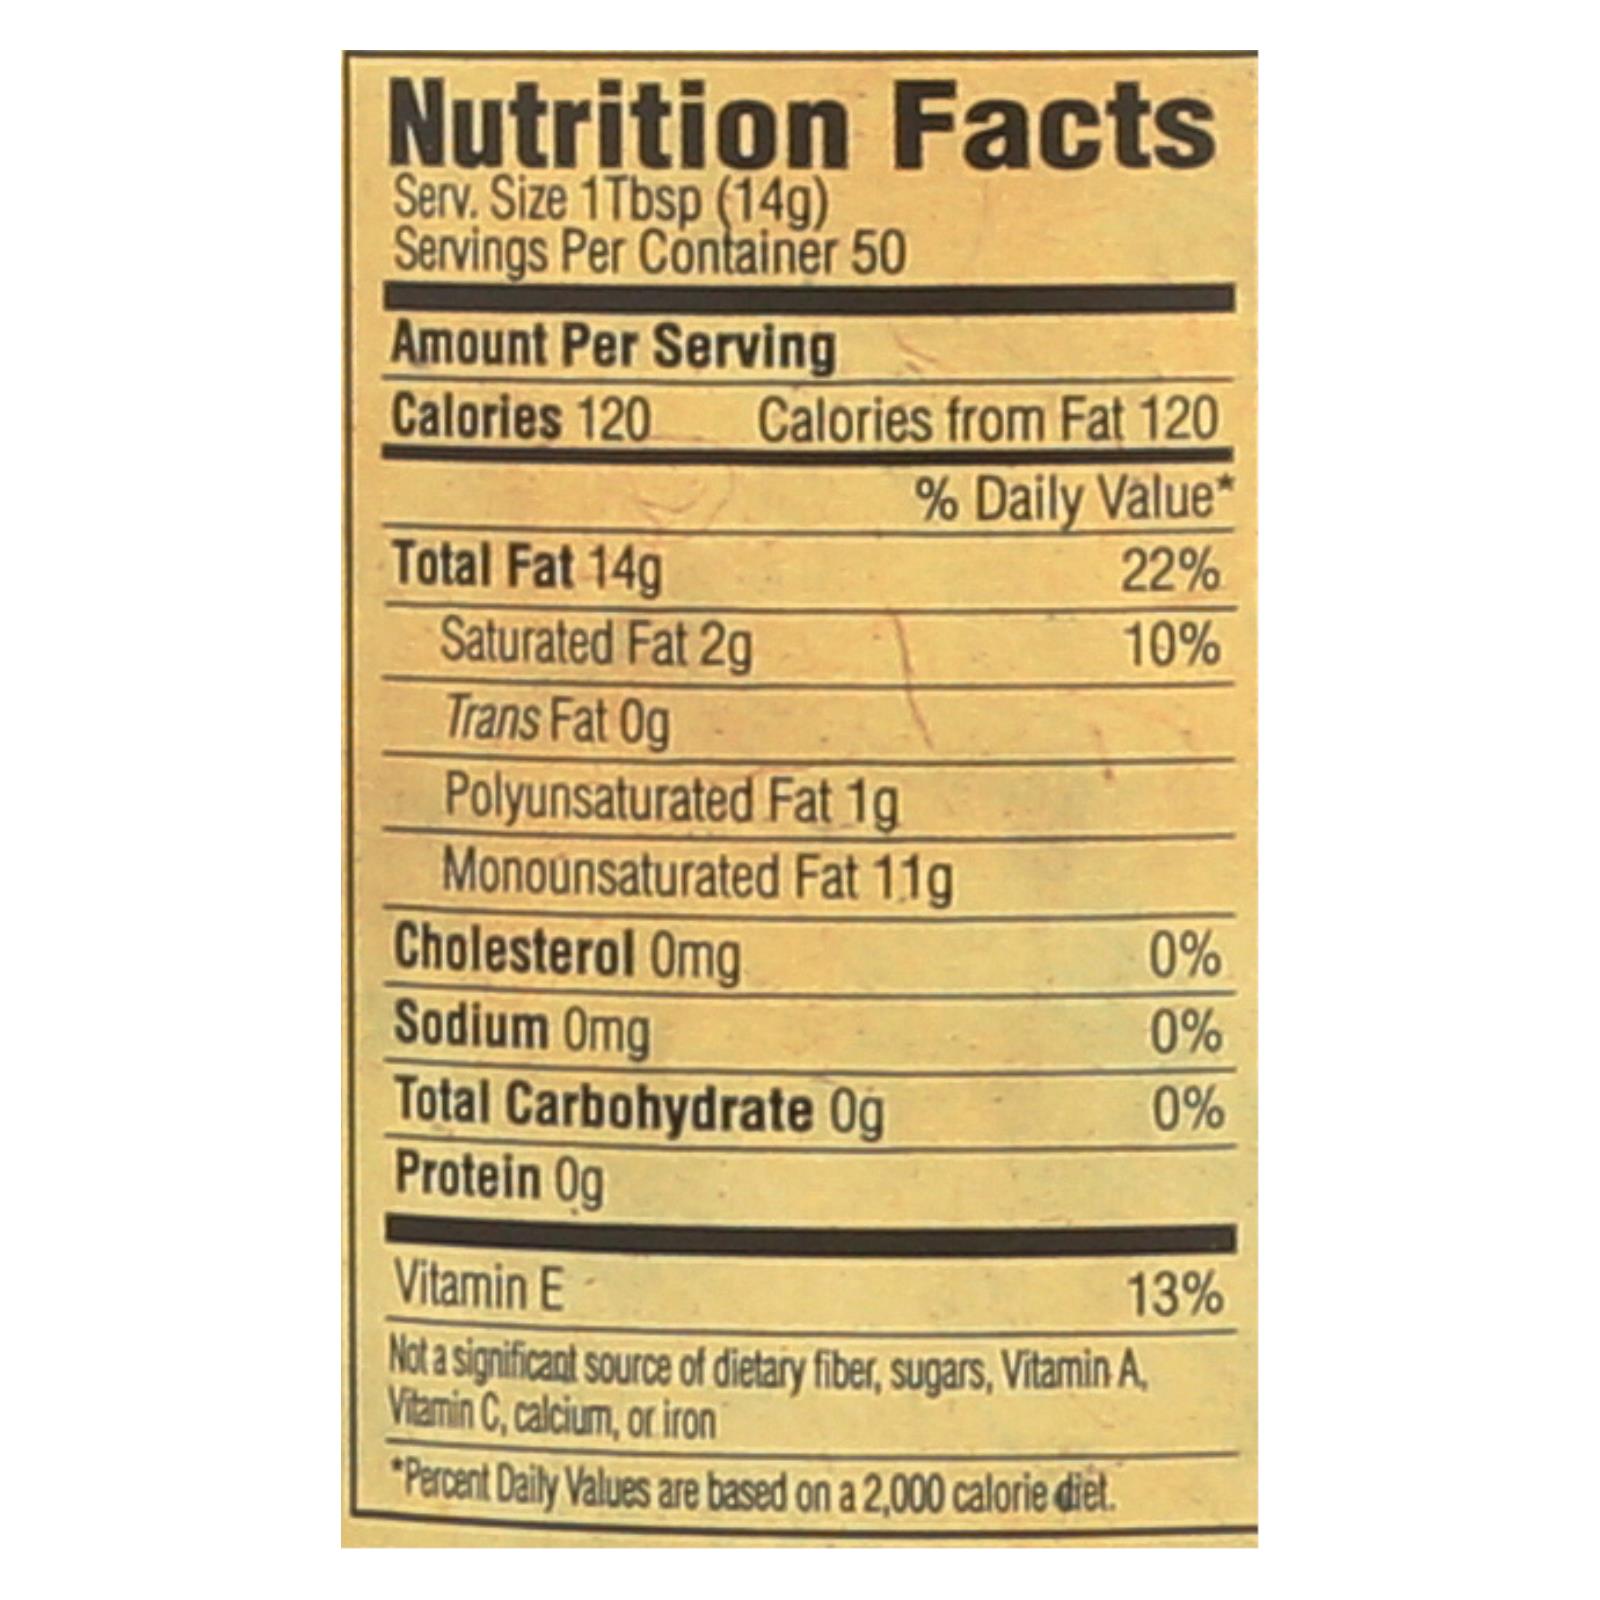 Nutrition Facts
Serv. Size 1Tbsp (14g)
Servings Per Container 50
Amount Per Serving
Calories 120 Calories from Fat 120
% Daily Value*
Total Fat 14g 22%
Saturated Fat 2g 10%
Trans Fat 0g
Polyunsaturated Fat 1g
Monounsaturated Fat 11g
Cholesterol 0mg 0%
Sodium 0mg 0%
Total Carbohydrate 0g 0%
Protein 0g
Vitamin E 13%
Not a significant source of dietary fiber, sugars, Vitamin A,
Vitamin C, calcium, or iron
*Percent Daily Values are based on a 2,000 calorie diet.